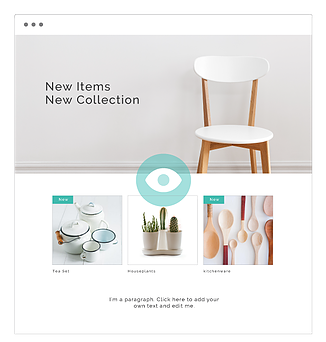 New Items
New Collection
New
New
Tea Set
Houseplants
Kitchenware
I'm a paragraph. Click here to add your
own text and edit me